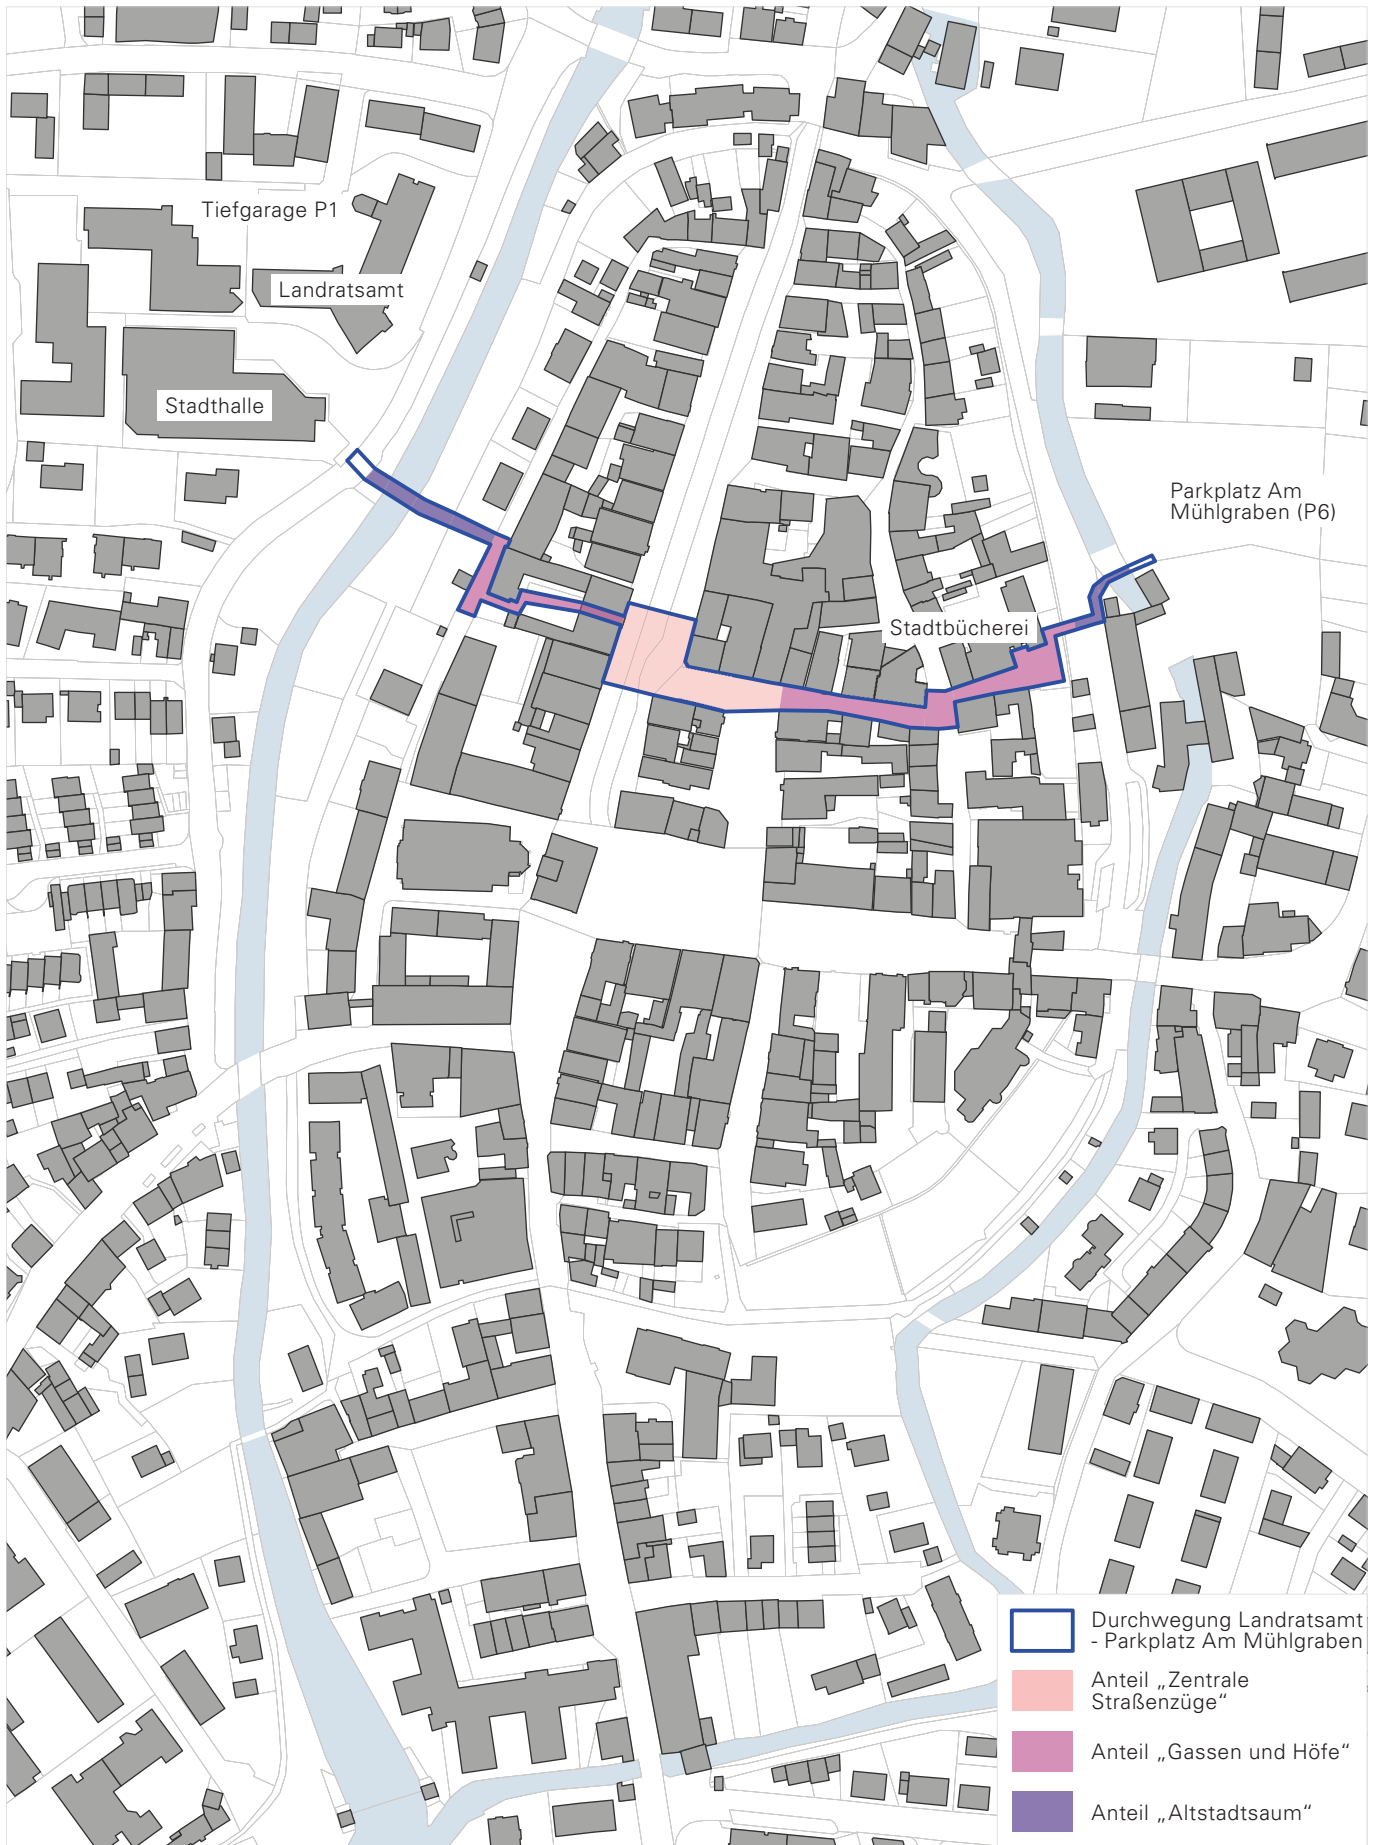 Tiefgarage P1
Landratsamt
Stadthalle
Parkplatz Am
Mühlgraben (P6)
Stadtbücherei
Durchwegung Landratsamt
- Parkplatz Am Mühlgraben
Anteil „Zentrale
Straßenzüge“
Anteil „Gassen und Höfe“
Anteil „Altstadtsaum“